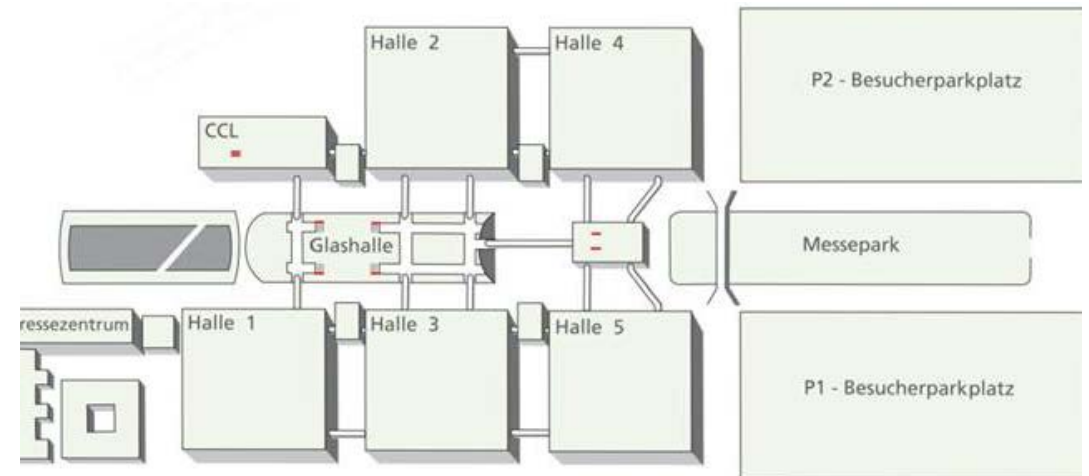 Halle 2
Halle 4
P2 - Besucherparkplatz
CCL
Glashalle
Messepark
ressezentrum
Halle 1
Halle 3
Halle 5
P1 - Besucherparkplatz